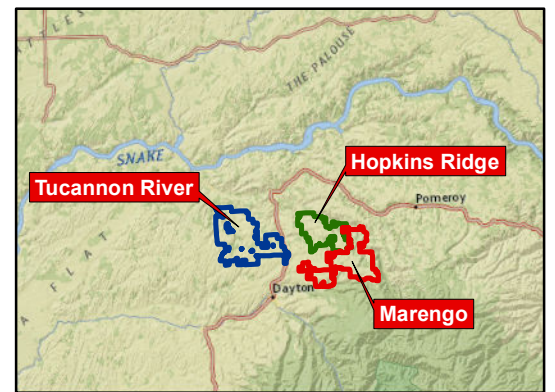 THE PALOUSE
SNAKE
Hopkins Ridge
Tucannon River
Pomeroy
FLAT
Dayton
Marengo